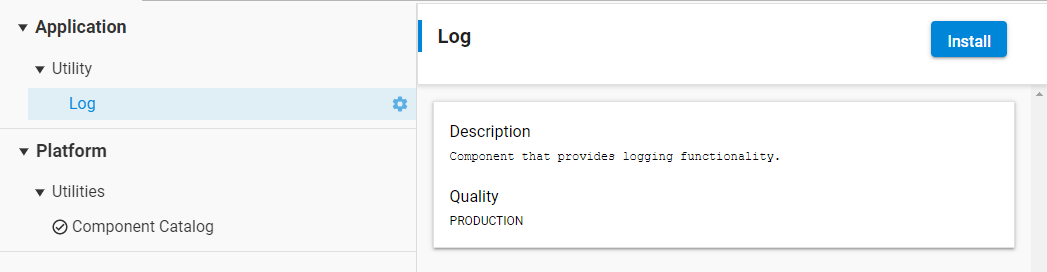 Application
Utility
Log
Platform
Utilities
Component Catalog
Log
Install
Description
Component that provides logging functionality.
Quality
PRODUCTION